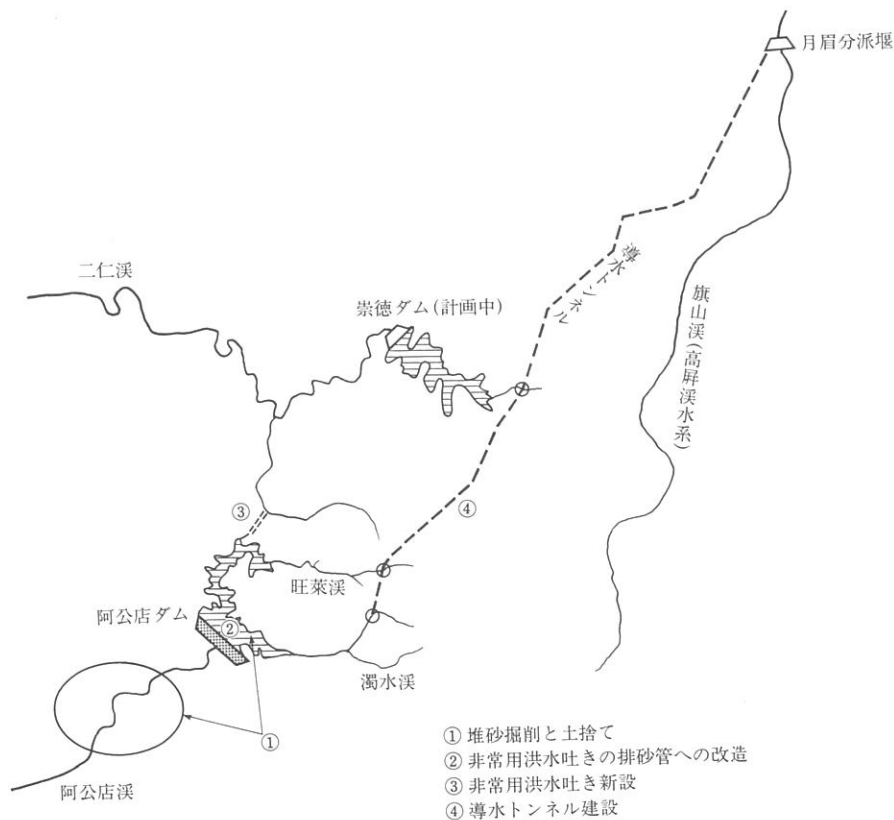 月眉分派堰
導水トンネル
二仁渓
崇徳ダム(計画中)
旗山渓(高屛渓水系)
③
④
旺萊渓
阿公店ダム
②
濁水渓
①
阿公店渓
① 堆砂掘削と土捨て
② 非常用洪水吐きの排砂管への改造
③ 非常用洪水吐き新設
④ 導水トンネル建設